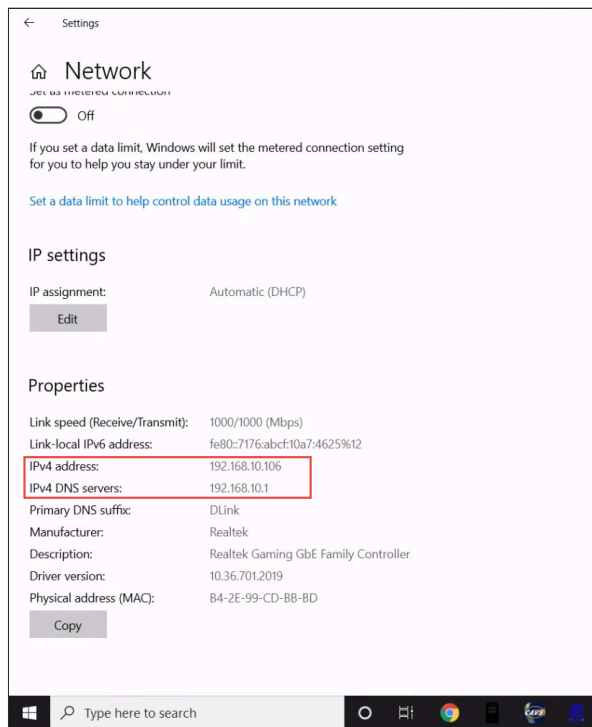 Settings
Network
Set as metered connection
Off
If you set a data limit, Windows will set the metered connection setting
for you to help you stay under your limit.
Set a data limit to help control data usage on this network
IP settings
IP assignment: Automatic (DHCP)
Edit
Properties
Link speed (Receive/Transmit): 1000/1000 (Mbps)
Link-local IPv6 address: fe80::7176:abcf:10a7:4625%12
IPv4 address: 192.168.10.106
IPv4 DNS servers: 192.168.10.1
Primary DNS suffix: DLink
Manufacturer: Realtek
Description: Realtek Gaming GbE Family Controller
Driver version: 10.36.701.2019
Physical address (MAC): B4-2E-99-CD-BB-BD
Copy
Type here to search